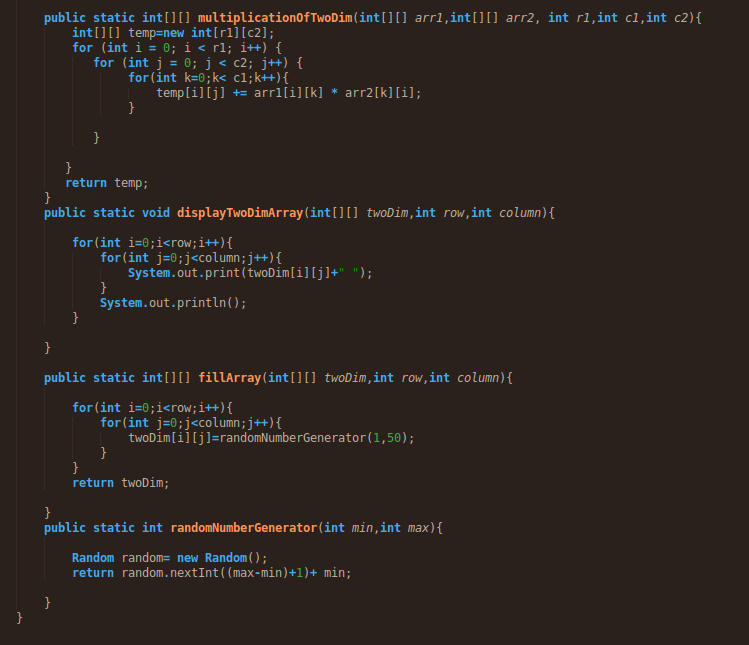 public static int[][] multiplicationOfTwoDim(int[][] arr1,int[][] arr2, int r1,int c1,int c2){
int[][] temp=new int[r1][c2];
for (int i = 0; i < r1; i++) {
for (int j = 0; j < c2; j++) {
for(int k=0;k< c1;k++){
temp[i][j] += arr1[i][k] * arr2[k][i];
}
}
}
return temp;
}
public static void displayTwoDimArray(int[][] twoDim,int row,int column){
for(int i=0;i<row;i++){
for(int j=0;j<column;j++){
System.out.print(twoDim[i][j]+" ");
}
System.out.println();
}
}
public static int[][] fillArray(int[][] twoDim,int row,int column){
for(int i=0;i<row;i++){
for(int j=0;j<column;j++){
twoDim[i][j]=randomNumberGenerator(1,50);
}
}
return twoDim;
}
public static int randomNumberGenerator(int min,int max){
Random random= new Random();
return random.nextInt((max-min)+1)+ min;
}
}